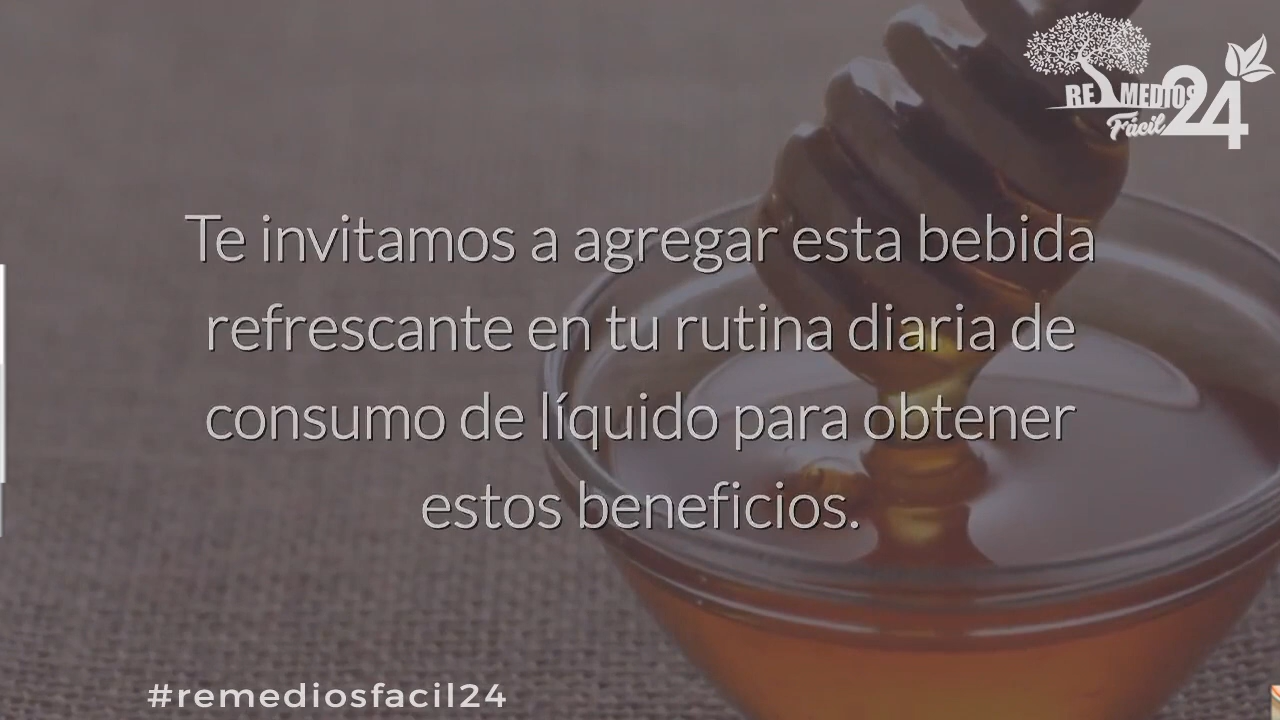 REMEDIOS
Fácil 24
Te invitamos a agregar esta bebida
refrescante en tu rutina diaria de
consumo de líquido para obtener
estos beneficios.
#remediosfacil24